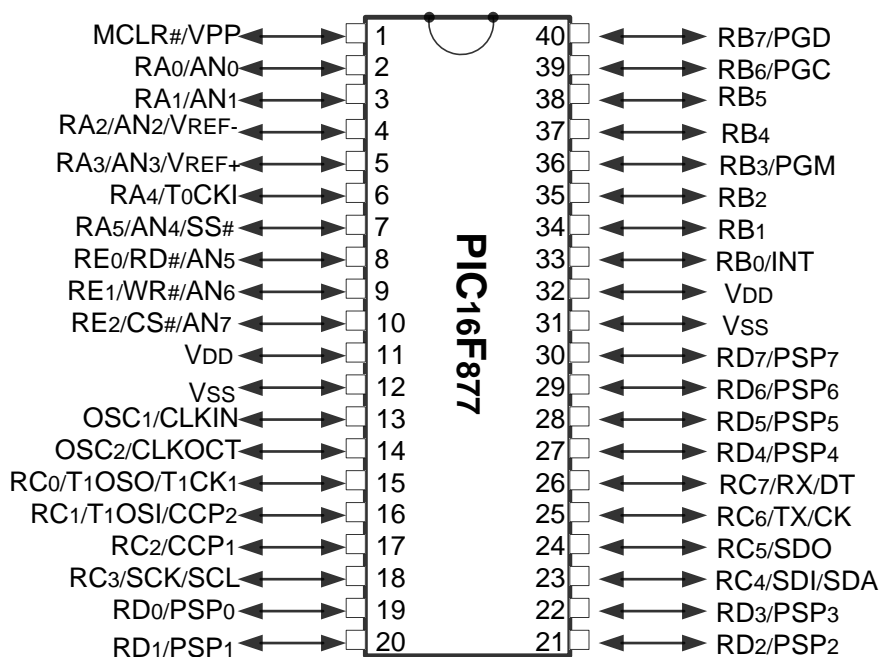 MCLR#/VPP 1 40 RB7/PGD
RA0/AN0 2 39 RB6/PGC
RA1/AN1 3 38 RB5
RA2/AN2/VREF- 4 37 RB4
RA3/AN3/VREF+ 5 36 RB3/PGM
RA4/T0CKI 6 35 RB2
RA5/AN4/SS# 7 34 RB1
RE0/RD#/AN5 8 33 RB0/INT
RE1/WR#/AN6 9 32 VDD
RE2/CS#/AN7 10 31 VSS
VDD 11 30 RD7/PSP7
VSS 12 29 RD6/PSP6
OSC1/CLKIN 13 28 RD5/PSP5
OSC2/CLKOCT 14 27 RD4/PSP4
RC0/T1OSO/T1CK1 15 26 RC7/RX/DT
RC1/T1OSI/CCP2 16 25 RC6/TX/CK
RC2/CCP1 17 24 RC5/SDO
RC3/SCK/SCL 18 23 RC4/SDI/SDA
RD0/PSP0 19 22 RD3/PSP3
RD1/PSP1 20 21 RD2/PSP2
PIC16F877